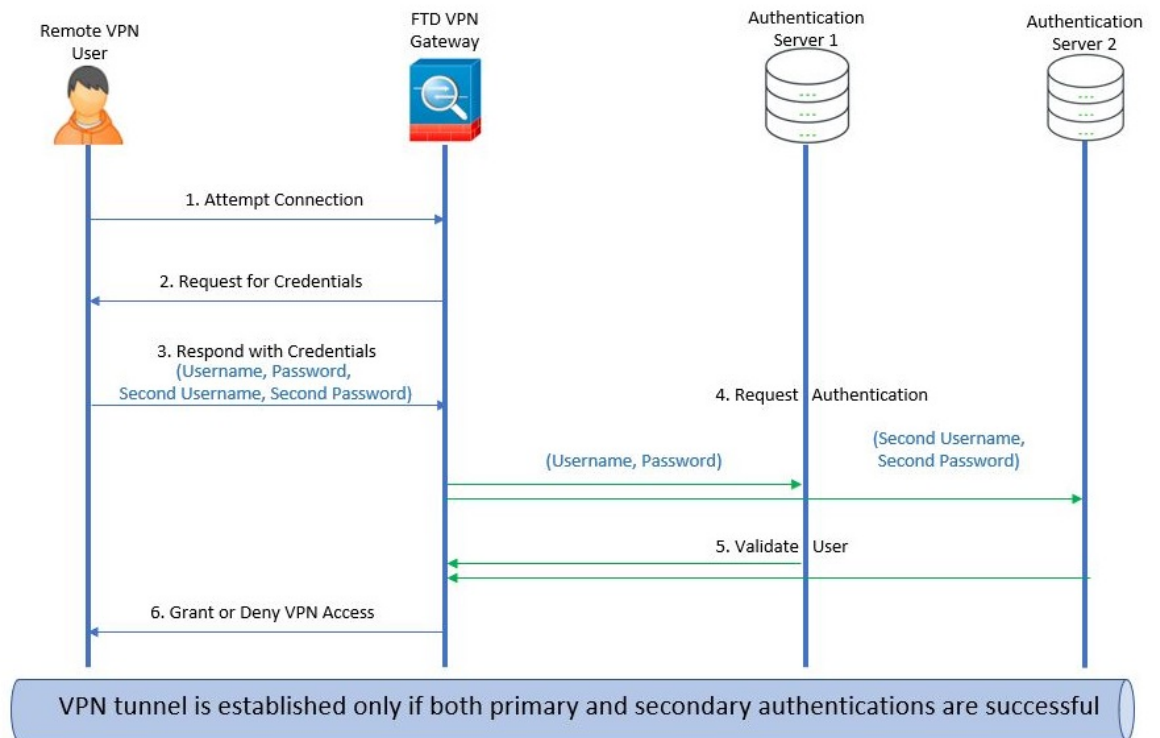 Remote VPN
User
FTD VPN
Gateway
Authentication
Server 1
Authentication
Server 2
1. Attempt Connection
2. Request for Credentials
3. Respond with Credentials
(Username, Password,
Second Username, Second Password)
4. Request Authentication
(Username, Password)
(Second Username,
Second Password)
5. Validate User
6. Grant or Deny VPN Access
VPN tunnel is established only if both primary and secondary authentications are successful